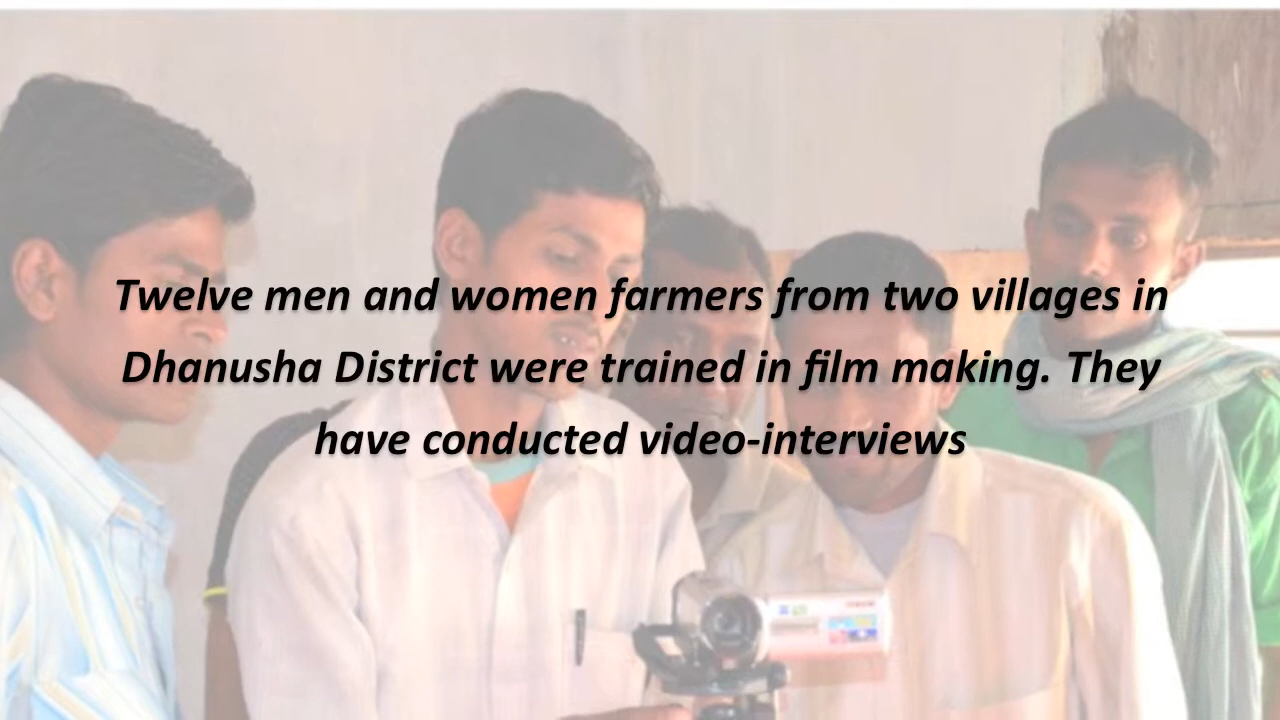 Twelve men and women farmers from two villages in
Dhanusha District were trained in film making. They
have conducted video-interviews